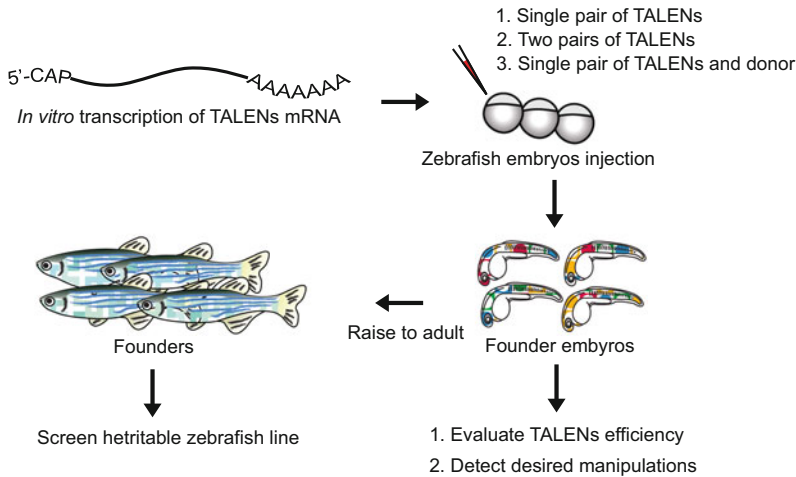 5'-CAP
AAAAAAA
In vitro transcription of TALENs mRNA
1. Single pair of TALENs
2. Two pairs of TALENs
3. Single pair of TALENs and donor
Zebrafish embryos injection
Founder embyros
Raise to adult
Founders
Screen hetritable zebrafish line
1. Evaluate TALENs efficiency
2. Detect desired manipulations